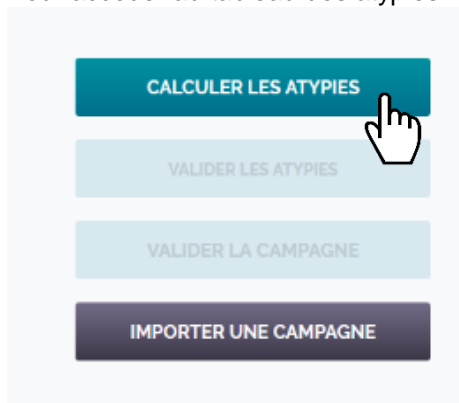 CALCULER LES ATYPIES
VALIDER LES ATYPIES
VALIDER LA CAMPAGNE
IMPORTER UNE CAMPAGNE